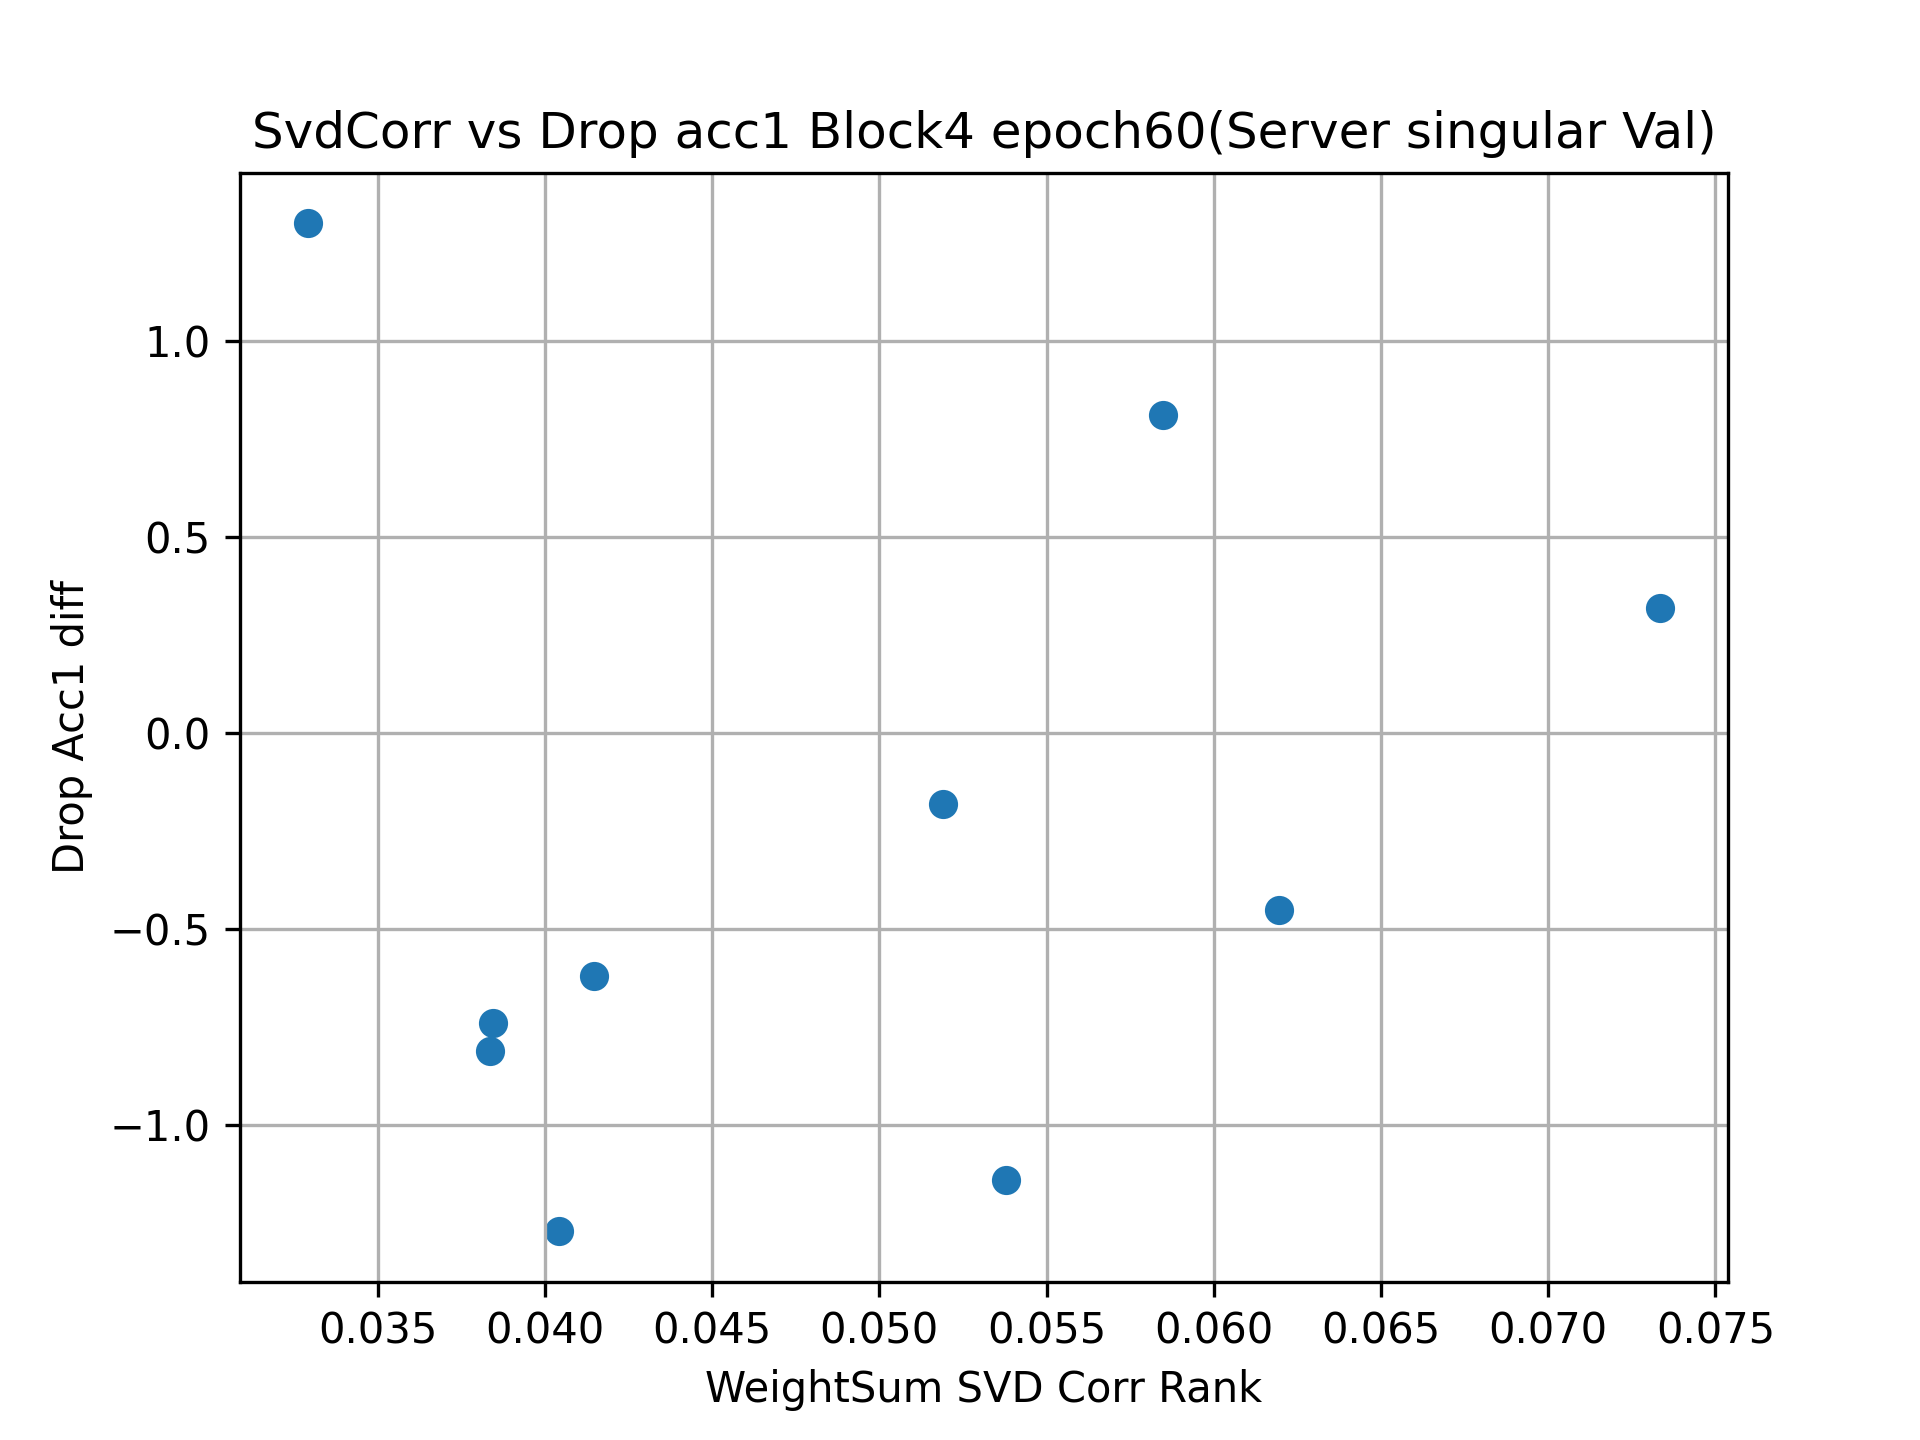 SvdCorr vs Drop acc1 Block4 epoch60(Server singular Val)
1.0
0.5
0.0
−0.5
−1.0
Drop Acc1 diff
0.035 0.040 0.045 0.050 0.055 0.060 0.065 0.070 0.075
WeightSum SVD Corr Rank